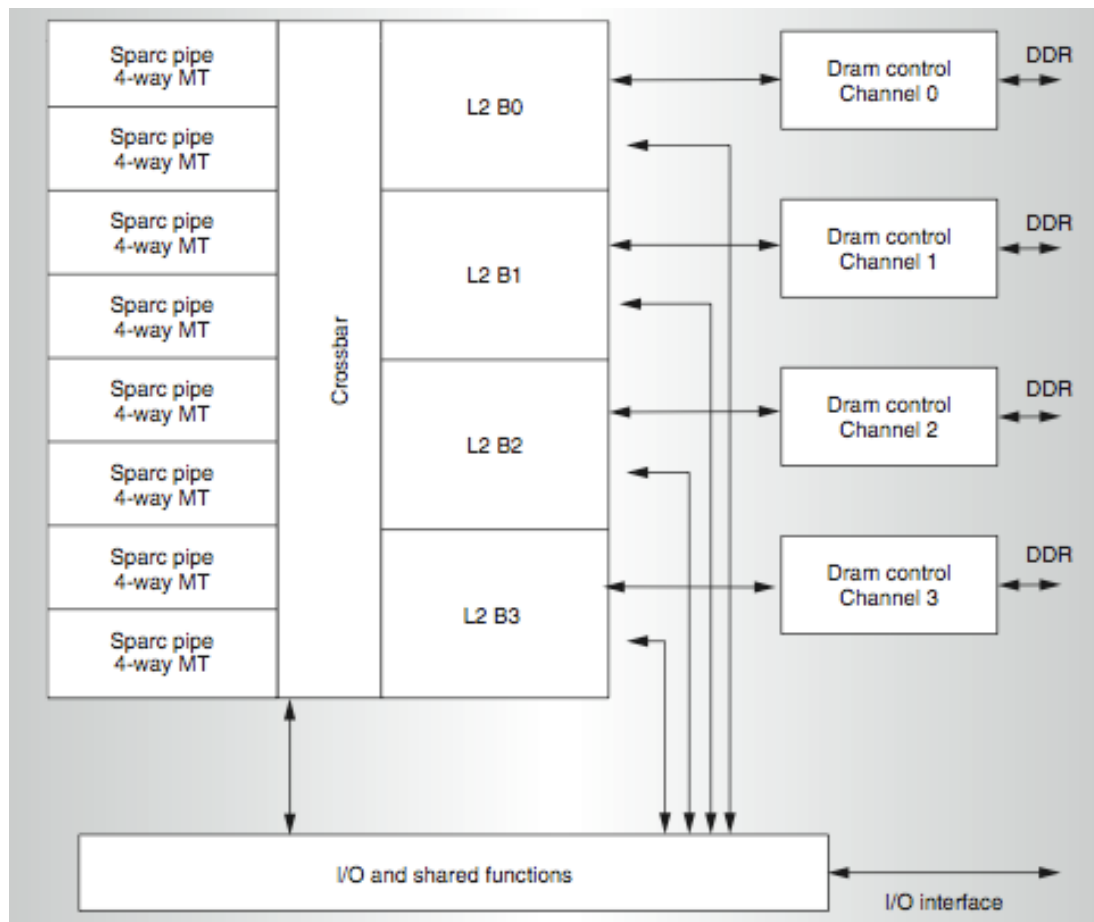 Sparc pipe
4-way MT
Sparc pipe
4-way MT
Sparc pipe
4-way MT
Sparc pipe
4-way MT
Sparc pipe
4-way MT
Sparc pipe
4-way MT
Sparc pipe
4-way MT
Sparc pipe
4-way MT
Crossbar
L2 B0
L2 B1
L2 B2
L2 B3
Dram control
Channel 0
DDR
Dram control
Channel 1
DDR
Dram control
Channel 2
DDR
Dram control
Channel 3
DDR
I/O and shared functions
I/O interface